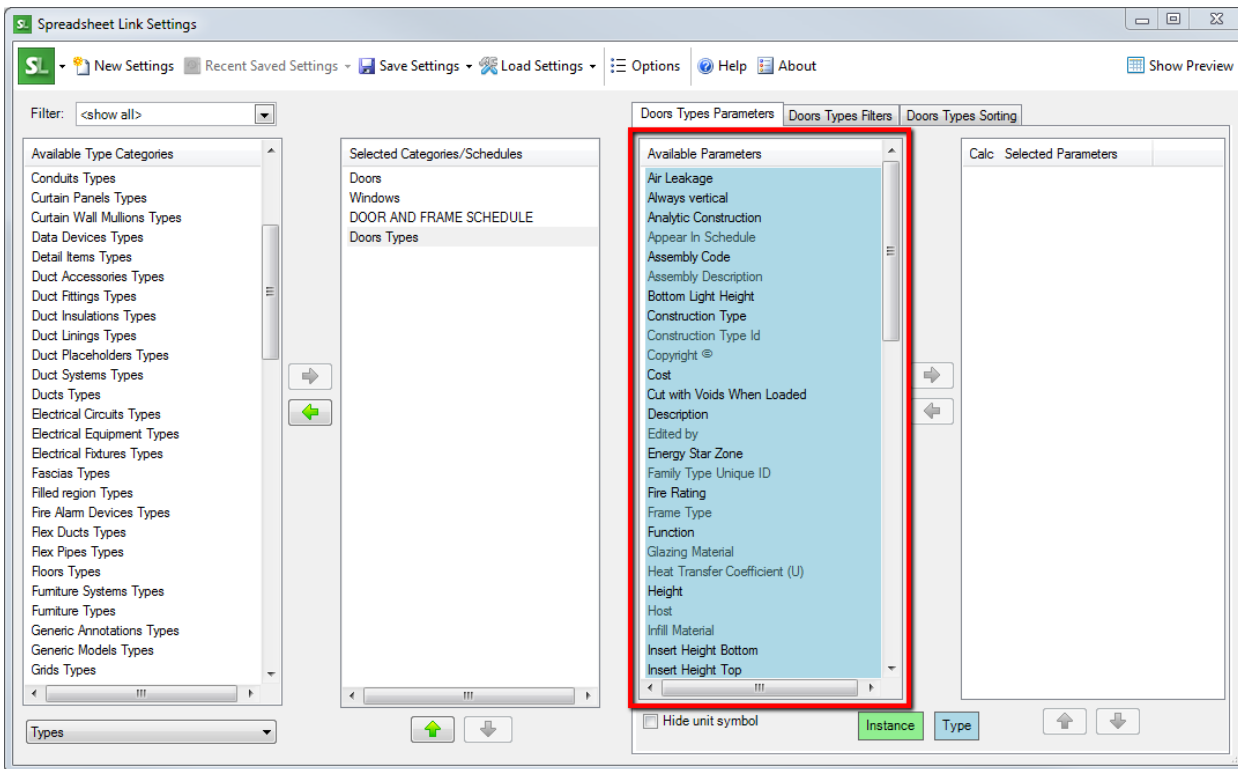 SL Spreadsheet Link Settings
SL New Settings Recent Saved Settings Save Settings Load Settings Options Help About Show Preview
Filter: <show all>
Available Type Categories
Conduits Types
Curtain Panels Types
Curtain Wall Mullions Types
Data Devices Types
Detail Items Types
Duct Accessories Types
Duct Fittings Types
Duct Insulations Types
Duct Linings Types
Duct Placeholders Types
Duct Systems Types
Ducts Types
Electrical Circuits Types
Electrical Equipment Types
Electrical Fixtures Types
Fascias Types
Filled region Types
Fire Alarm Devices Types
Flex Ducts Types
Flex Pipes Types
Floors Types
Furniture Systems Types
Furniture Types
Generic Annotations Types
Generic Models Types
Grids Types
Types
Selected Categories/Schedules
Doors
Windows
DOOR AND FRAME SCHEDULE
Doors Types
Doors Types Parameters Doors Types Filters Doors Types Sorting
Available Parameters
Air Leakage
Always vertical
Analytic Construction
Appear In Schedule
Assembly Code
Assembly Description
Bottom Light Height
Construction Type
Construction Type Id
Copyright ©
Cost
Cut with Voids When Loaded
Description
Edited by
Energy Star Zone
Family Type Unique ID
Fire Rating
Frame Type
Function
Glazing Material
Heat Transfer Coefficient (U)
Height
Host
Infill Material
Insert Height Bottom
Insert Height Top
Calc Selected Parameters
Hide unit symbol Instance Type